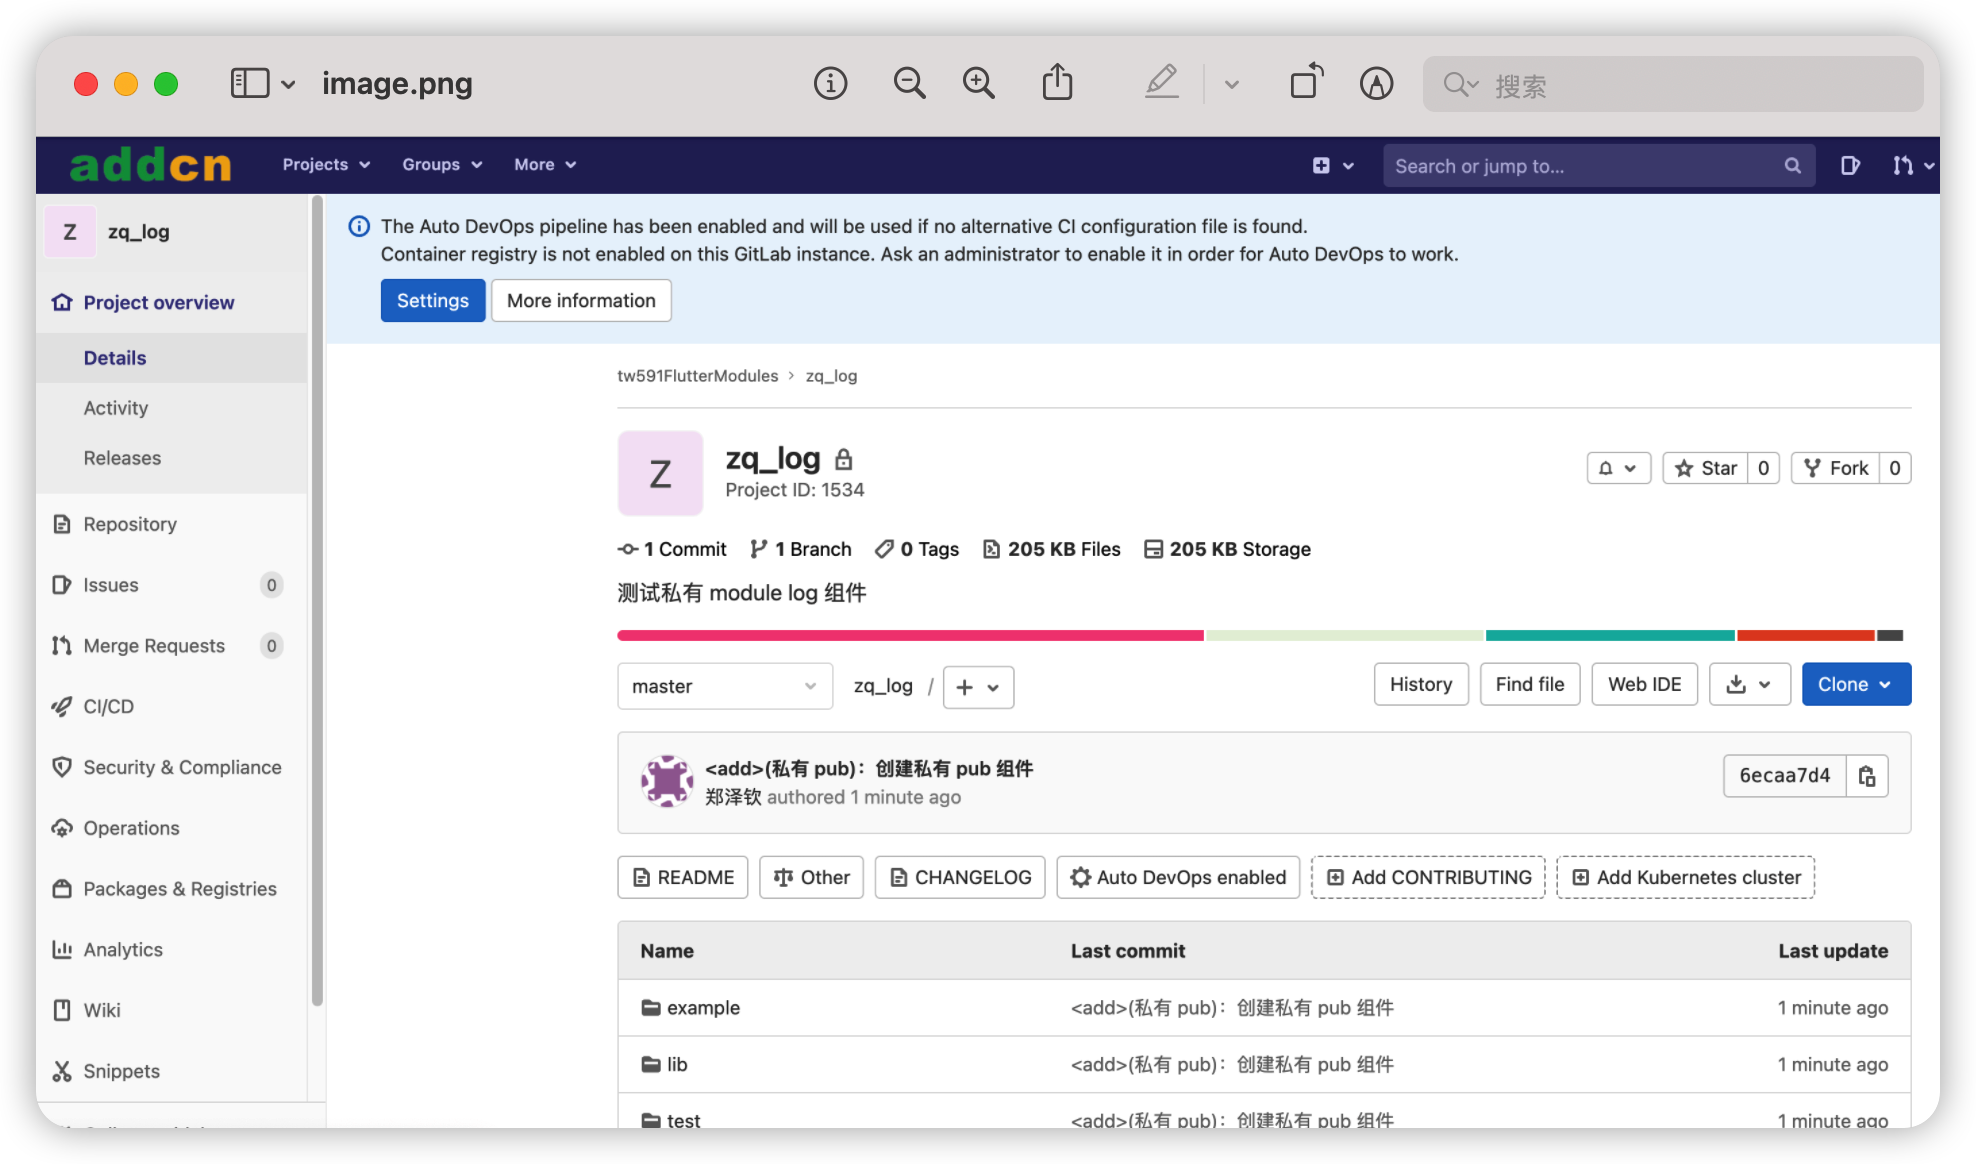 image.png
搜索
addcn
Projects
Groups
More
Search or jump to...
Z
zq_log
Project overview
Details
Activity
Releases
Repository
Issues 0
Merge Requests 0
CI/CD
Security & Compliance
Operations
Packages & Registries
Analytics
Wiki
Snippets
The Auto DevOps pipeline has been enabled and will be used if no alternative CI configuration file is found.
Container registry is not enabled on this GitLab instance. Ask an administrator to enable it in order for Auto DevOps to work.
Settings
More information
tw591FlutterModules > zq_log
Z
zq_log
Project ID: 1534
Star 0
Fork 0
1 Commit 1 Branch 0 Tags 205 KB Files 205 KB Storage
测试私有 module log 组件
master
zq_log / +
History
Find file
Web IDE
Clone
<add>(私有 pub)：创建私有 pub 组件
郑泽钦 authored 1 minute ago
6ecaa7d4
README
Other
CHANGELOG
Auto DevOps enabled
Add CONTRIBUTING
Add Kubernetes cluster
Name Last commit Last update
example <add>(私有 pub)：创建私有 pub 组件 1 minute ago
lib <add>(私有 pub)：创建私有 pub 组件 1 minute ago
test <add>(私有 pub)：创建私有 pub 组件 1 minute ago